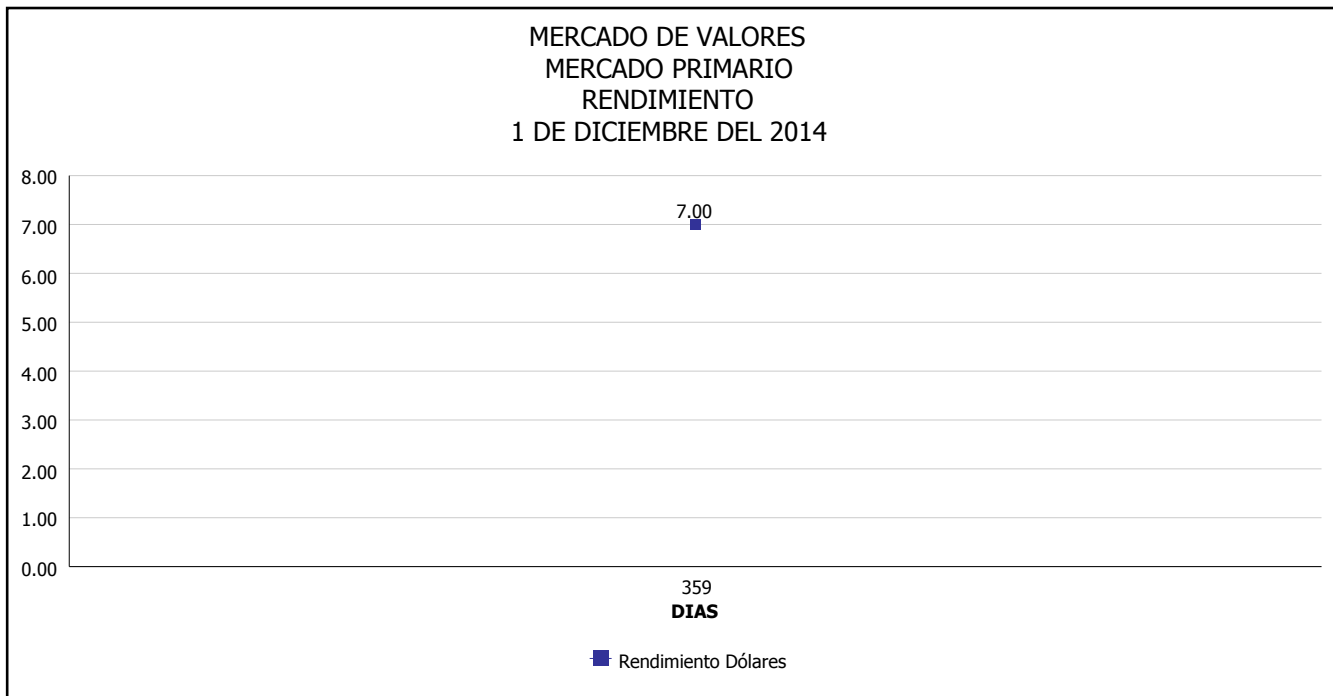 MERCADO DE VALORES
MERCADO PRIMARIO
RENDIMIENTO
1 DE DICIEMBRE DEL 2014
8.00
7.00
7.00
6.00
5.00
4.00
3.00
2.00
1.00
0.00
359
DIAS
Rendimiento Dólares